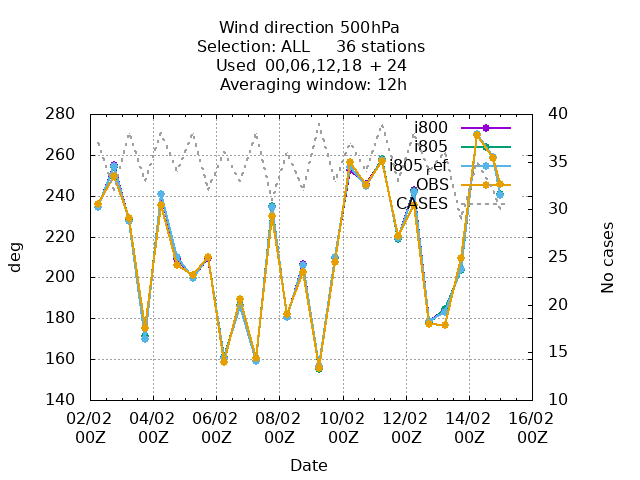 Wind direction 500hPa
Selection: ALL 36 stations
Used 00,06,12,18 + 24
Averaging window: 12h
280 40
i800
i805
260 35
i805_ef
OBS
240 30
CASES
220 25
200 20
180 15
160
140 10
02/02 04/02 06/02 08/02 10/02 12/02 14/02 16/02
00Z 00Z 00Z 00Z 00Z 00Z 00Z 00Z
deg
No cases
Date